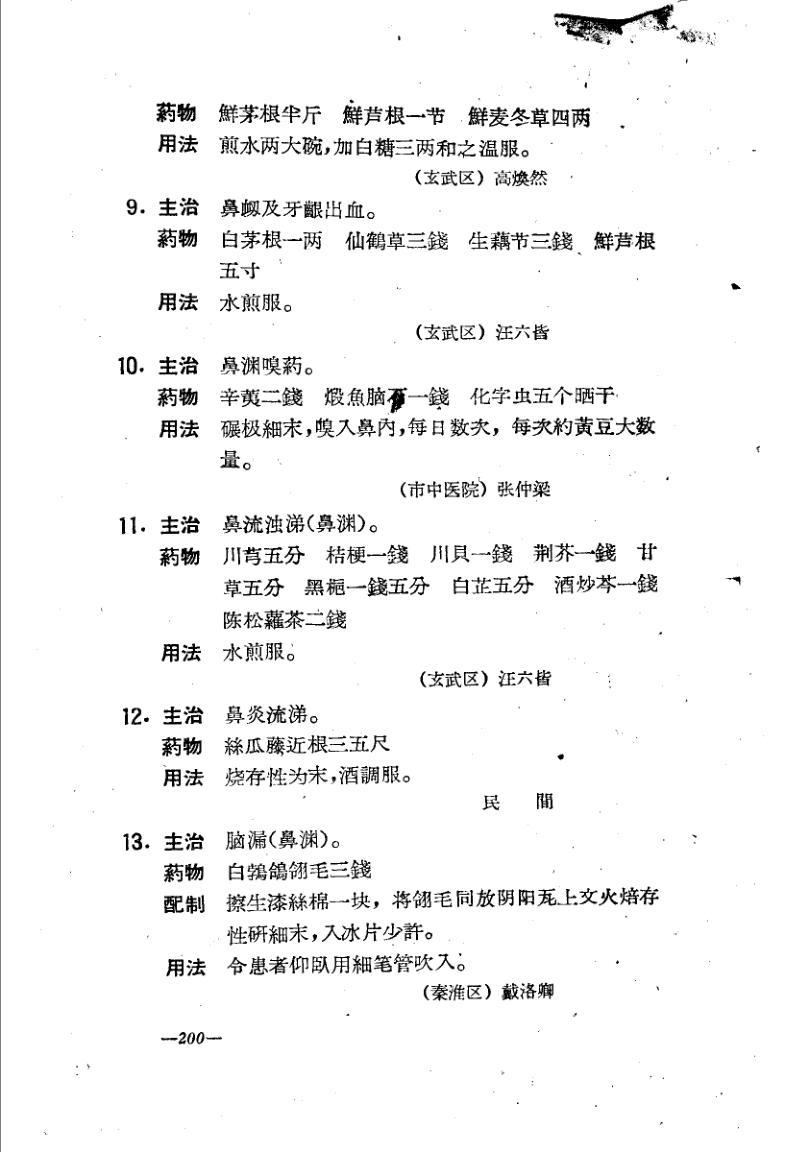 葯物　鮮茅根半斤　鮮芦根一节　鮮麦冬草四两
用法　煎水两大碗，加白糖三两和之温服。
（玄武区）高煥然
9．主治　鼻衂及牙齦出血。
葯物　白茅根一两　仙鶴草三錢　生藕节三錢　鮮芦根
五寸
用法　水煎服。
（玄武区）汪六皆
10．主治　鼻渊嗅葯。
葯物　辛荑二錢　煅魚脑石一錢　化字虫五个晒干
用法　碾极細末，嗅入鼻内，每日数次，每次約黃豆大数
量。
（市中医院）张仲梁
11．主治　鼻流浊涕（鼻渊）。
葯物　川芎五分　桔梗一錢　川貝一錢　荆芥一錢　甘
草五分　黑梔一錢五分　白芷五分　酒炒芩一錢
陈松蘿茶二錢
用法　水煎服。
（玄武区）汪六皆
12．主治　鼻炎流涕。
葯物　絲瓜藤近根三五尺
用法　烧存性为末，酒調服。
民　間
13．主治　脑漏（鼻渊）。
葯物　白鵓鴿翎毛三錢
配制　擦生漆絲棉一块，将翎毛同放阴阳瓦上文火焙存
性研細末，入冰片少許。
用法　令患者仰臥用細笔管吹入。
（秦淮区）戴洛卿
—200—